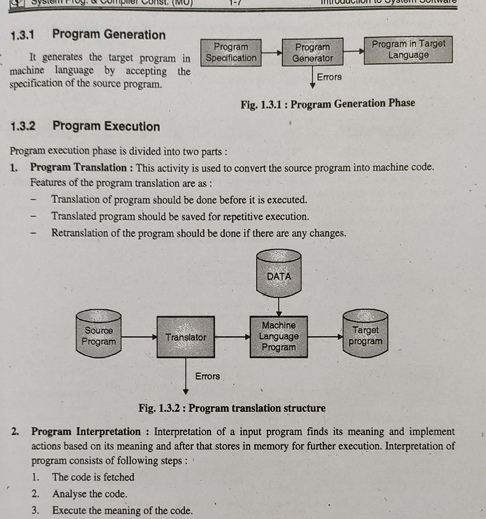 System Prog. & Compiler Const. (MU)
1-7
Introduction to System Software
1.3.1 Program Generation
It generates the target program in
machine language by accepting the
specification of the source program.
Program
Specification
Program
Generator
Program in Target
Language
Errors
Fig. 1.3.1 : Program Generation Phase
1.3.2 Program Execution
Program execution phase is divided into two parts :
1. Program Translation : This activity is used to convert the source program into machine code.
Features of the program translation are as :
– Translation of program should be done before it is executed.
– Translated program should be saved for repetitive execution.
– Retranslation of the program should be done if there are any changes.
DATA
Source
Program
Translator
Machine
Language
Program
Target
program
Errors
Fig. 1.3.2 : Program translation structure
2. Program Interpretation : Interpretation of a input program finds its meaning and implement
actions based on its meaning and after that stores in memory for further execution. Interpretation of
program consists of following steps :
1. The code is fetched
2. Analyse the code.
3. Execute the meaning of the code.